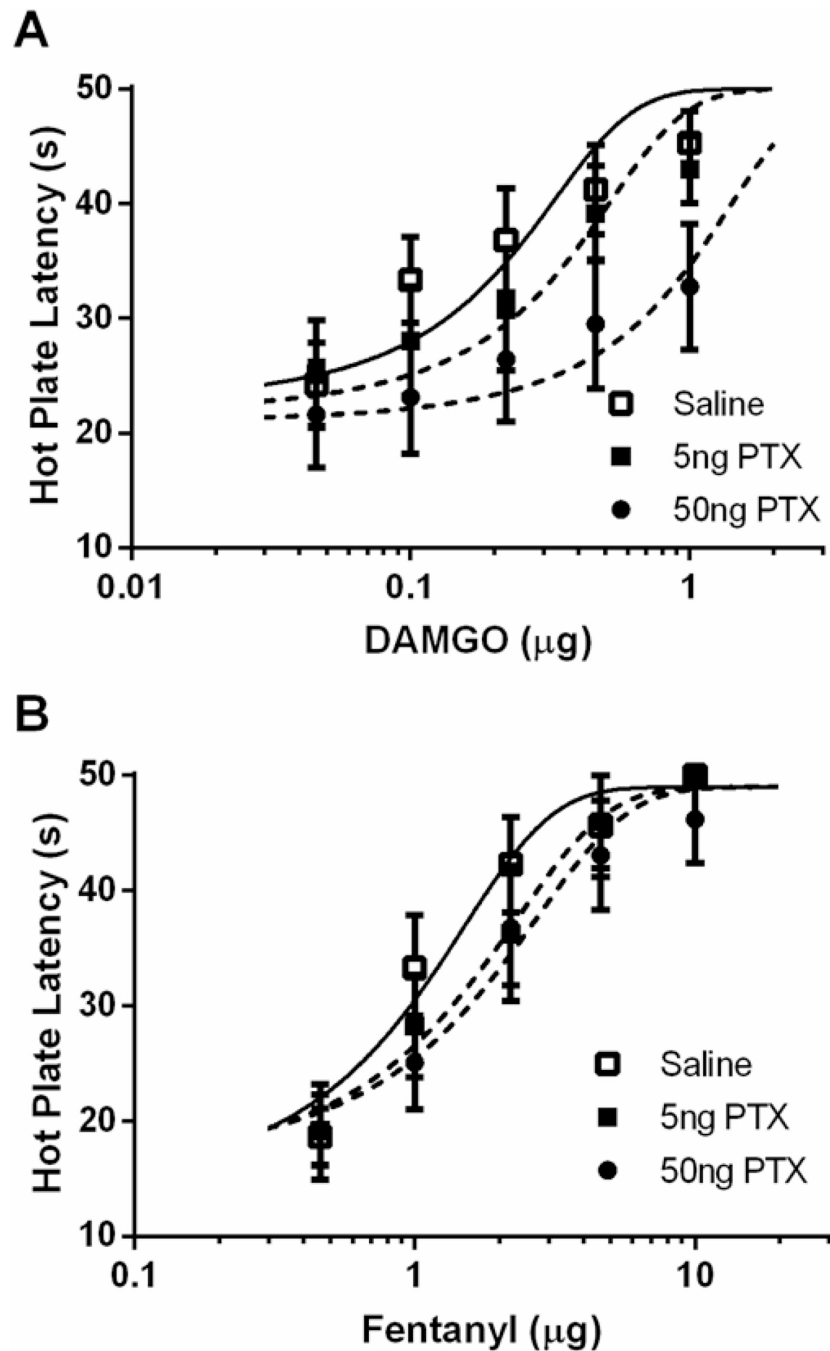 A
50
40
30
20
10
Hot Plate Latency (s)
Saline
5ng PTX
50ng PTX
0.01
0.1
1
DAMGO (μg)
B
50
40
30
20
10
Hot Plate Latency (s)
Saline
5ng PTX
50ng PTX
0.1
1
10
Fentanyl (μg)